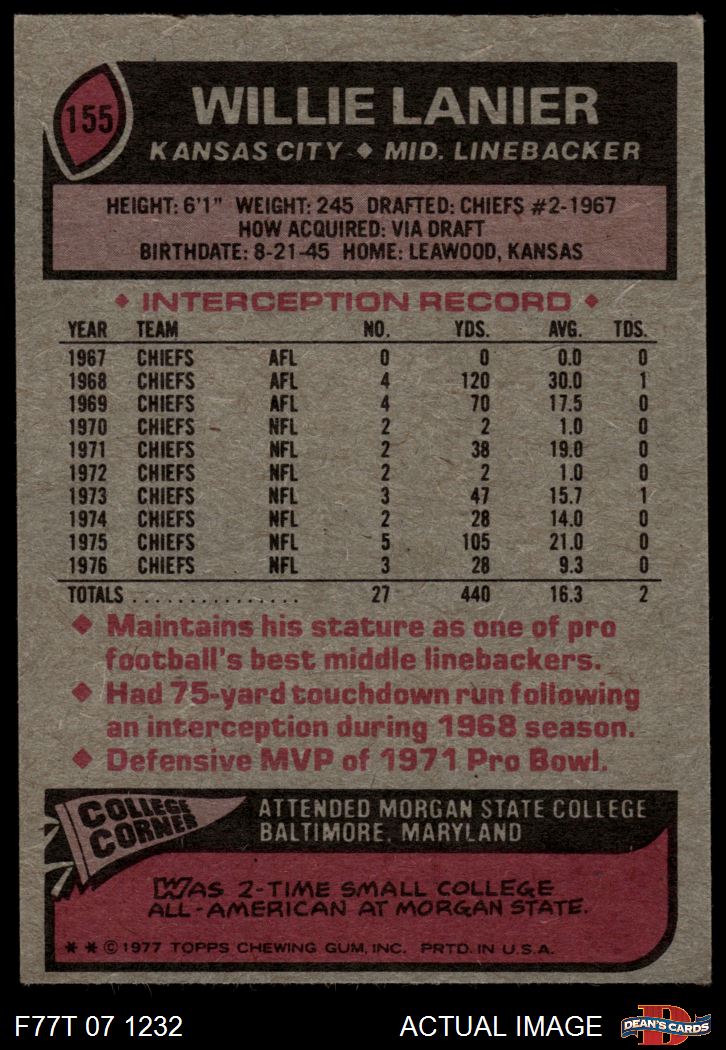 155
WILLIE LANIER
KANSAS CITY ♦ MID. LINEBACKER
HEIGHT: 6'1" WEIGHT: 245 DRAFTED: CHIEFS #2-1967
HOW ACQUIRED: VIA DRAFT
BIRTHDATE: 8-21-45 HOME: LEAWOOD, KANSAS
♦ INTERCEPTION RECORD ♦
YEAR TEAM NO. YDS. AVG. TDS.
1967 CHIEFS AFL 0 0 0.0 0
1968 CHIEFS AFL 4 120 30.0 1
1969 CHIEFS AFL 4 70 17.5 0
1970 CHIEFS NFL 2 2 1.0 0
1971 CHIEFS NFL 2 38 19.0 0
1972 CHIEFS NFL 2 2 1.0 0
1973 CHIEFS NFL 3 47 15.7 1
1974 CHIEFS NFL 2 28 14.0 0
1975 CHIEFS NFL 5 105 21.0 0
1976 CHIEFS NFL 3 28 9.3 0
TOTALS ................ 27 440 16.3 2
♦ Maintains his stature as one of pro
football's best middle linebackers.
♦ Had 75-yard touchdown run following
an interception during 1968 season.
♦ Defensive MVP of 1971 Pro Bowl.
COLLEGE
CORNER
ATTENDED MORGAN STATE COLLEGE
BALTIMORE, MARYLAND
WAS 2-TIME SMALL COLLEGE
ALL-AMERICAN AT MORGAN STATE.
* * © 1977 TOPPS CHEWING GUM, INC. PRTD. IN U.S.A.
F77T 07 1232
ACTUAL IMAGE
D
DEAN'S CARDS